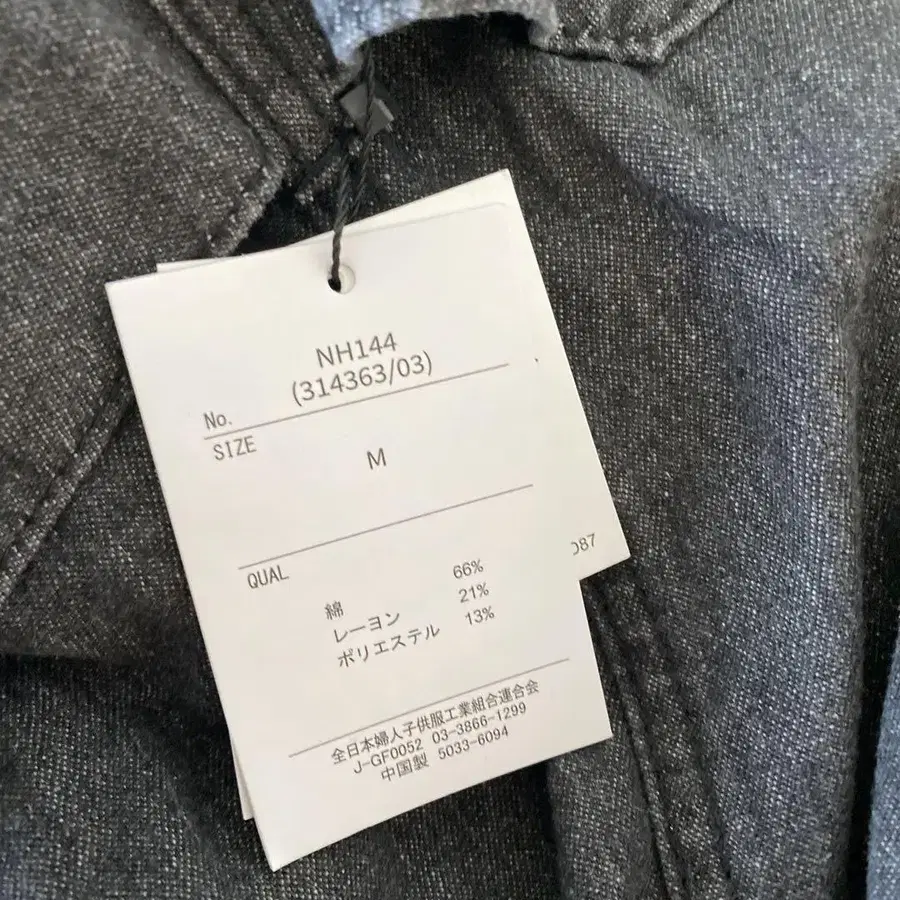 NH144
(314363/03)
No.
SIZE
M
QUAL
綿 66%
レーヨン 21%
ポリエステル 13%
全日本婦人子供服工業組合連合会
J-GF0052 03-3866-1299
中国製 5033-6094
087